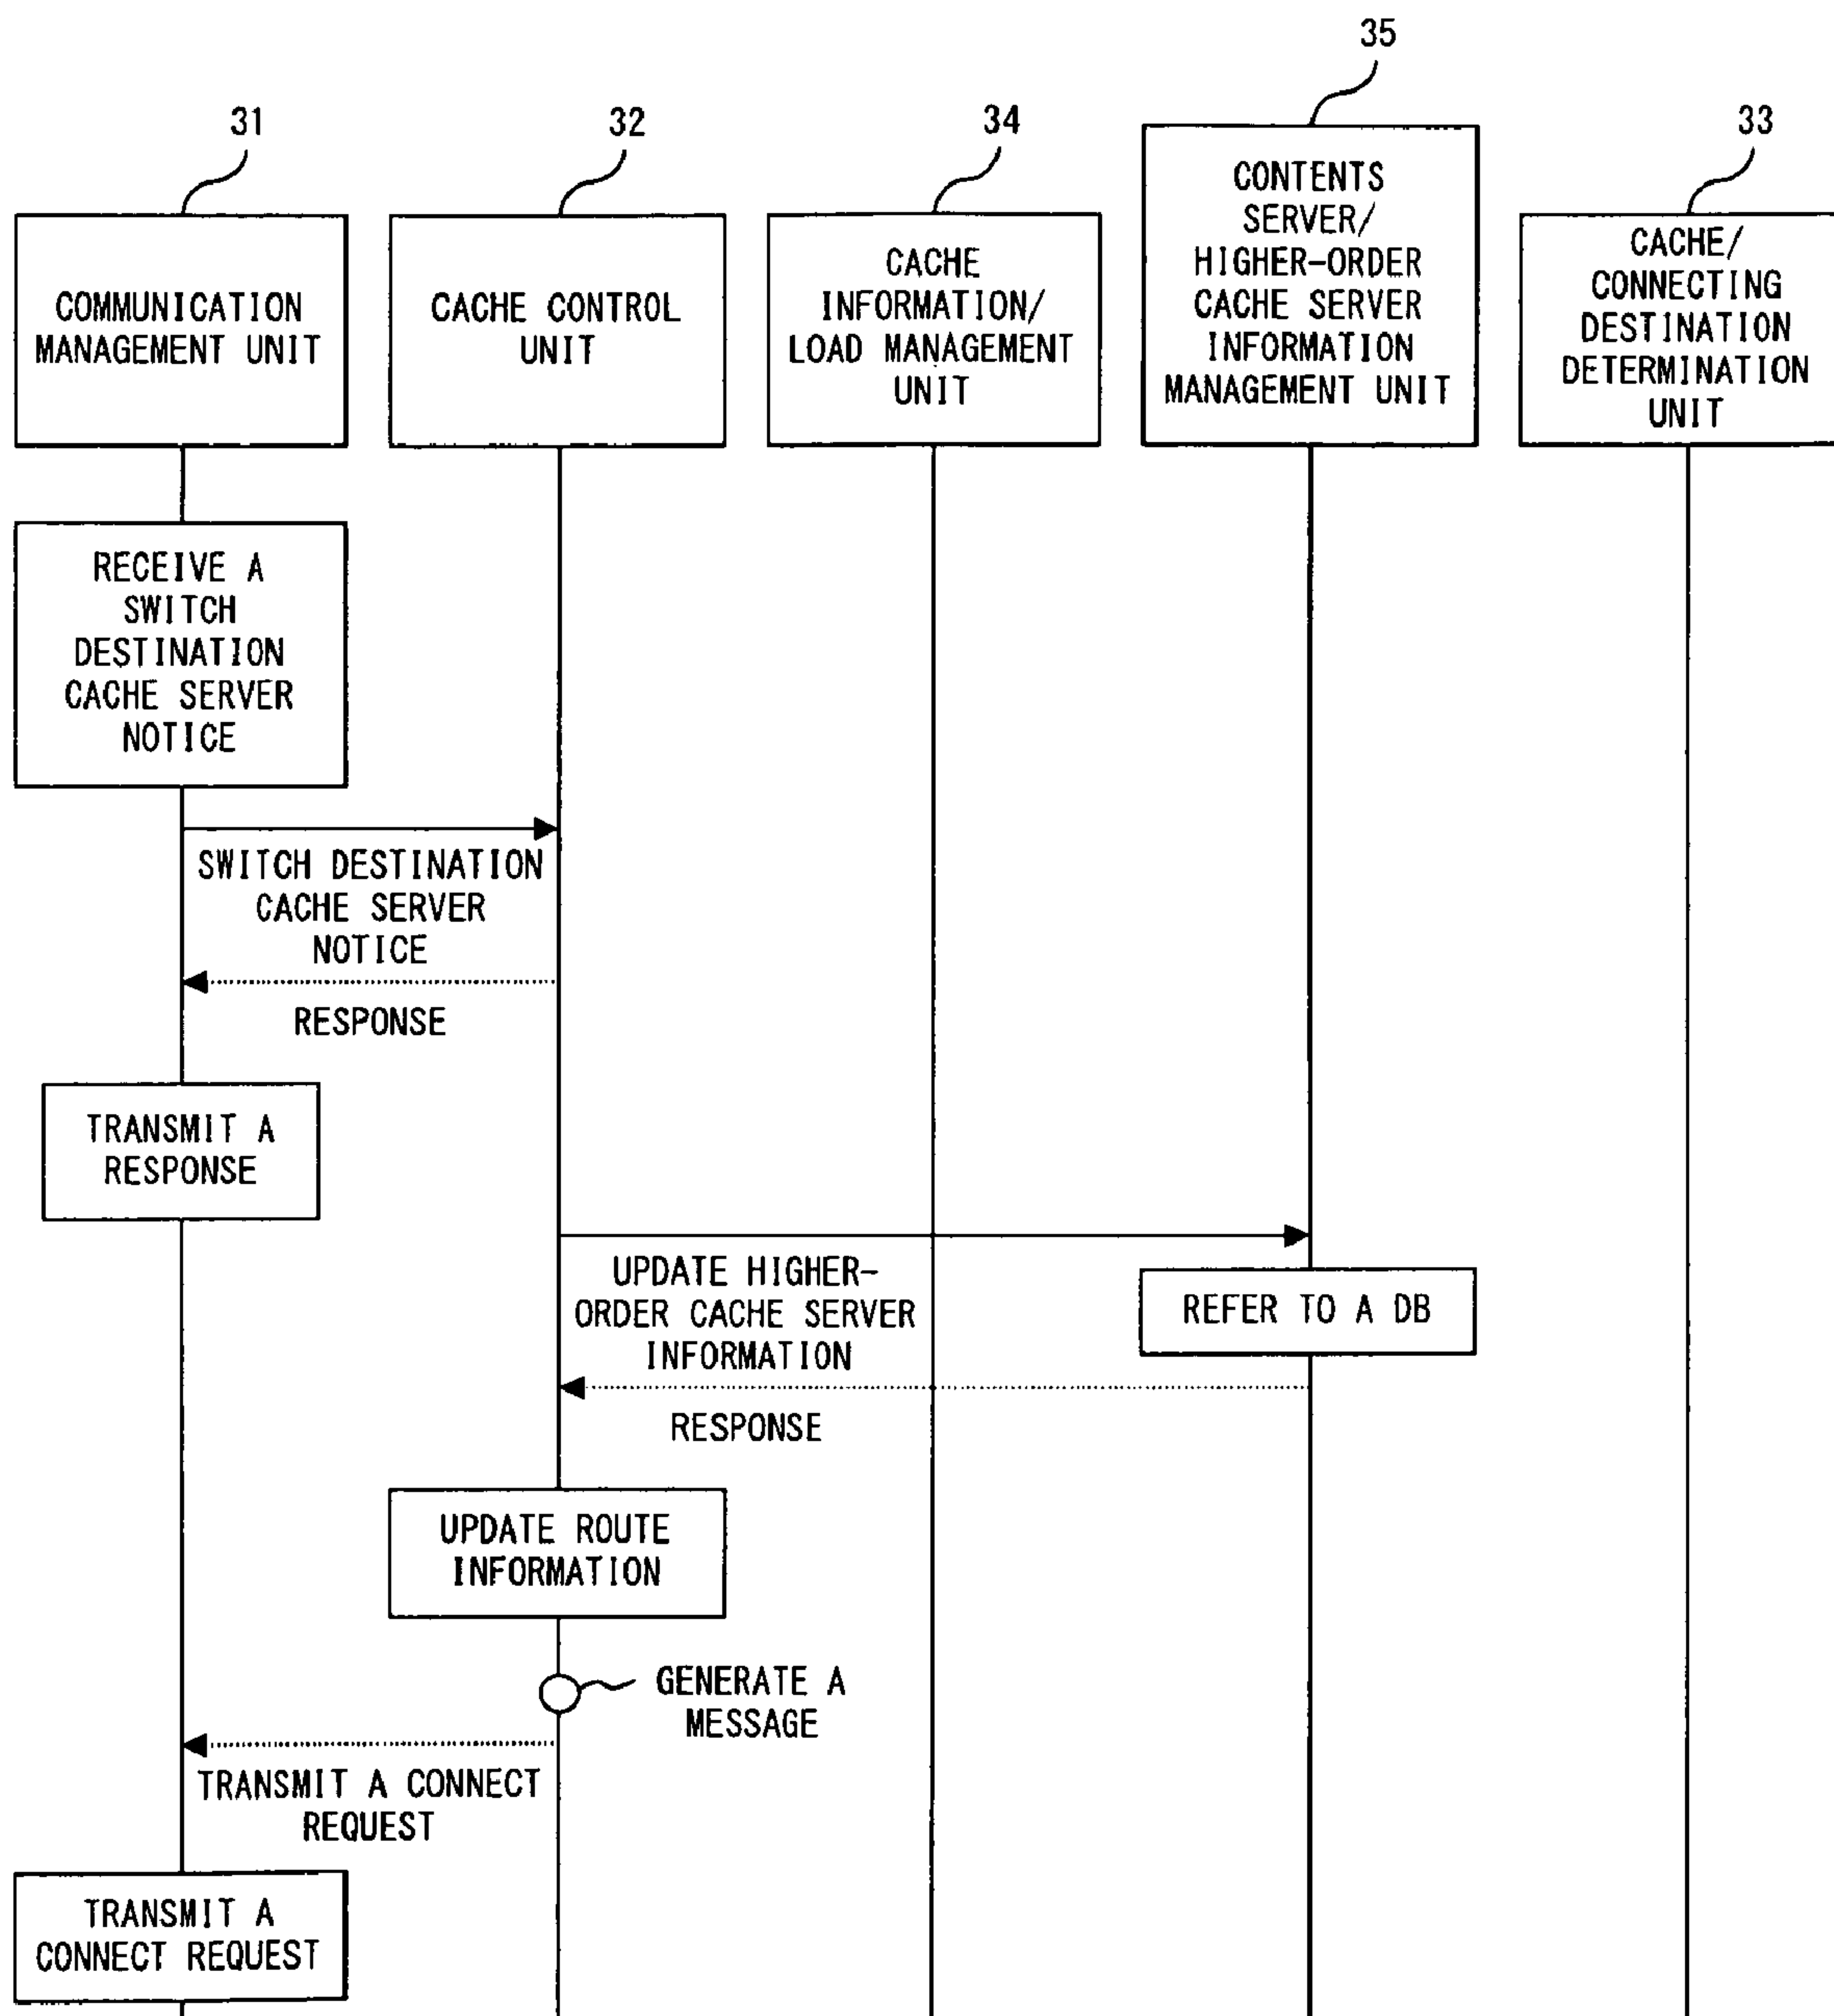 35
31
32
34
33
COMMUNICATION
MANAGEMENT UNIT
CACHE CONTROL
UNIT
CACHE
INFORMATION/
LOAD MANAGEMENT
UNIT
CONTENTS
SERVER/
HIGHER-ORDER
CACHE SERVER
INFORMATION
MANAGEMENT UNIT
CACHE/
CONNECTING
DESTINATION
DETERMINATION
UNIT
RECEIVE A
SWITCH
DESTINATION
CACHE SERVER
NOTICE
SWITCH DESTINATION
CACHE SERVER
NOTICE
RESPONSE
TRANSMIT A
RESPONSE
UPDATE HIGHER-
ORDER CACHE SERVER
INFORMATION
REFER TO A DB
RESPONSE
UPDATE ROUTE
INFORMATION
GENERATE A
MESSAGE
TRANSMIT A CONNECT
REQUEST
TRANSMIT A
CONNECT REQUEST